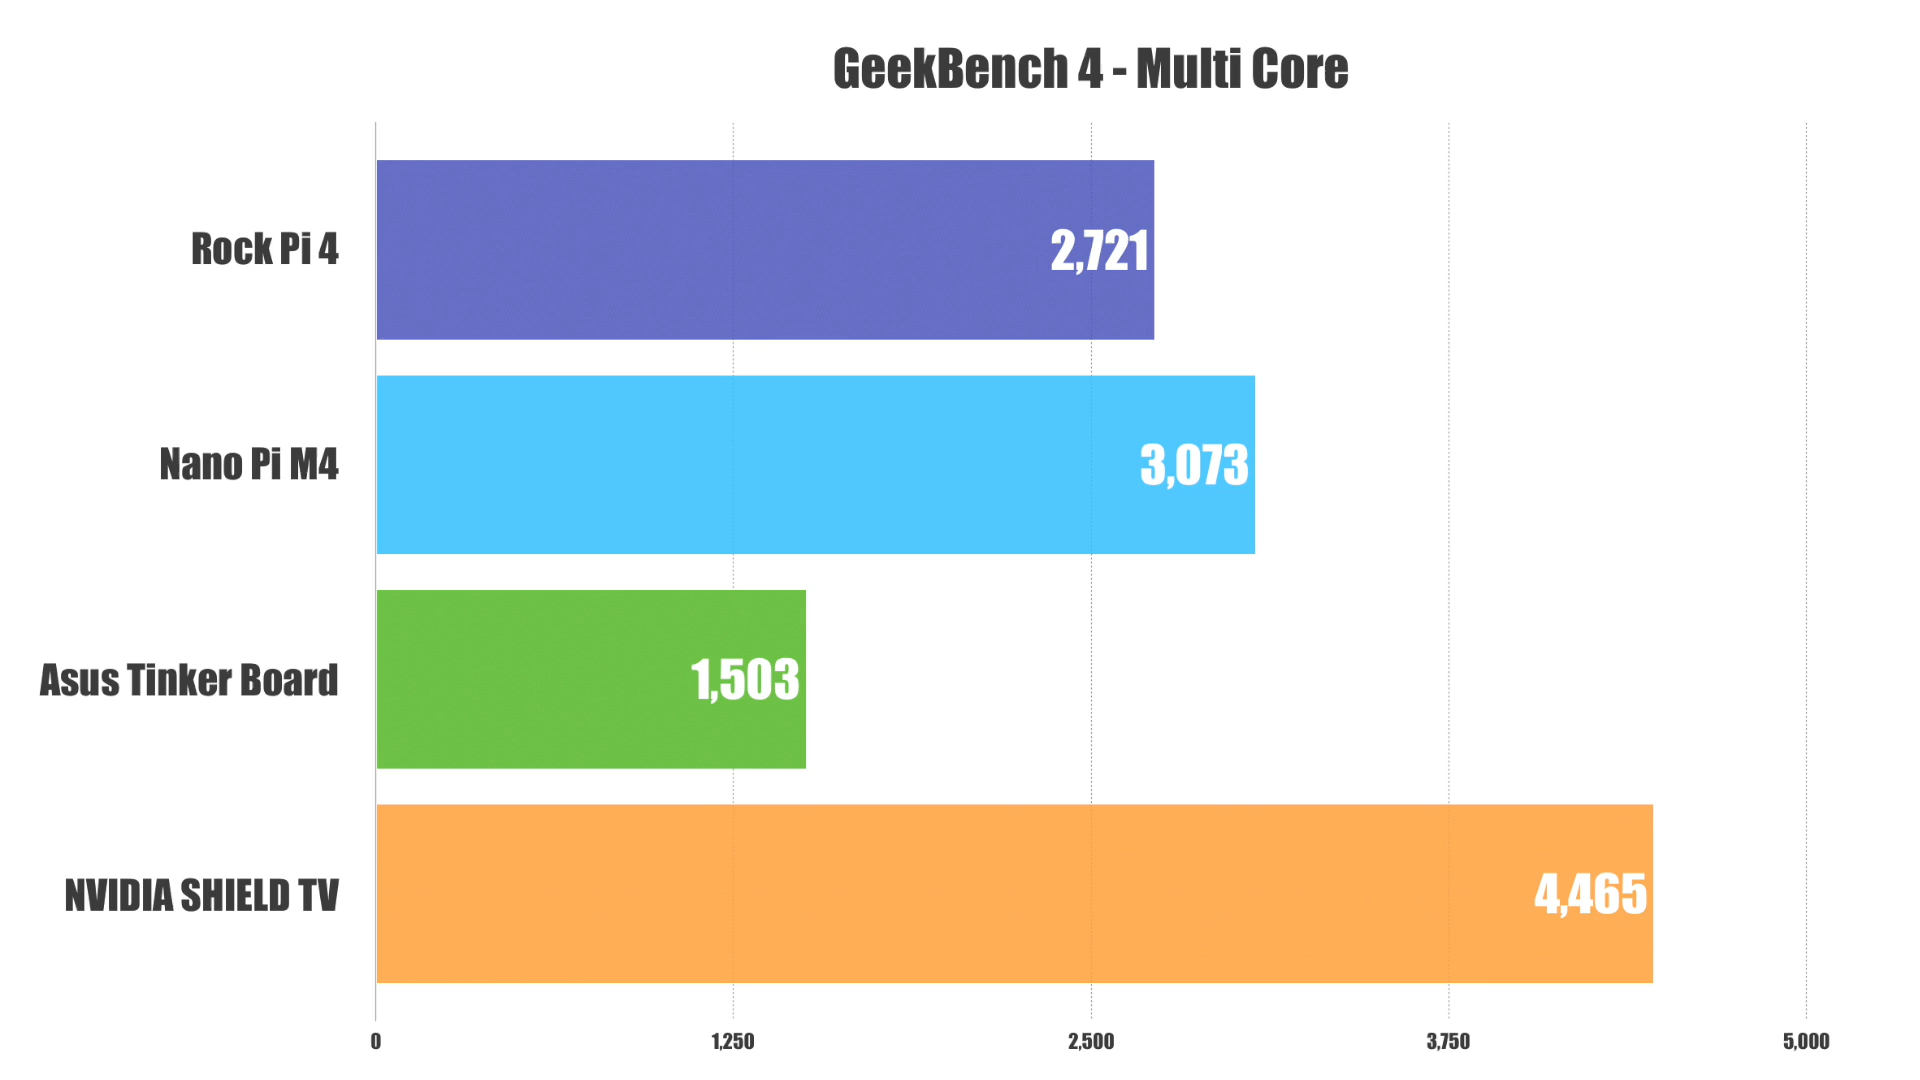 GeekBench 4 - Multi Core
Rock Pi 4
2,721
Nano Pi M4
3,073
Asus Tinker Board
1,503
NVIDIA SHIELD TV
4,465
0
1,250
2,500
3,750
5,000